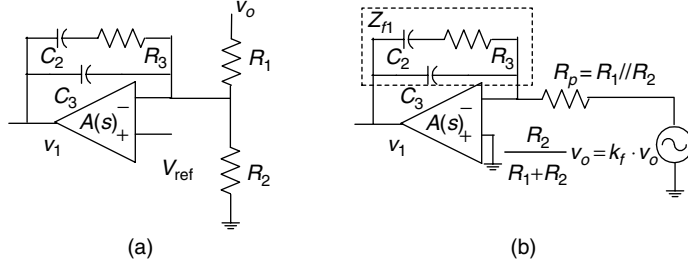 v_o
C_2
R_3
R_1
C_3
A(s)
−
+
v_1
V_ref
R_2
(a)
Z_f1
C_2
R_3
R_p = R_1//R_2
C_3
A(s)
−
+
v_1
R_2 / R_1+R_2 v_o = k_f · v_o
(b)